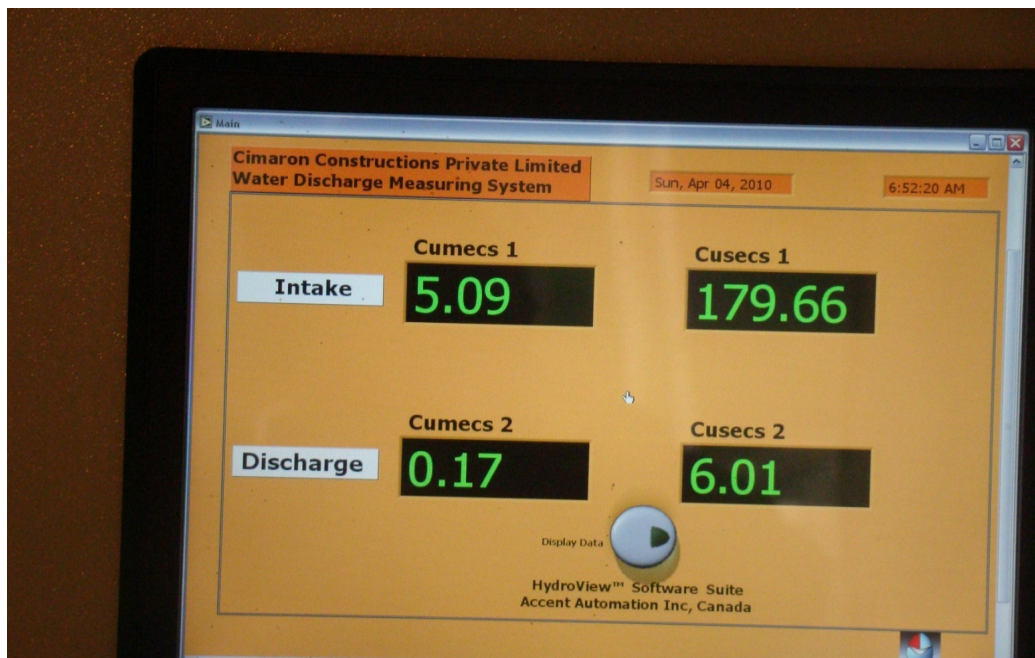 Main
Cimaron Constructions Private Limited
Water Discharge Measuring System
Sun, Apr 04, 2010
6:52:20 AM
Cumecs 1
Cusecs 1
Intake
5.09
179.66
Cumecs 2
Cusecs 2
Discharge
0.17
6.01
Display Data
HydroView™ Software Suite
Accent Automation Inc, Canada